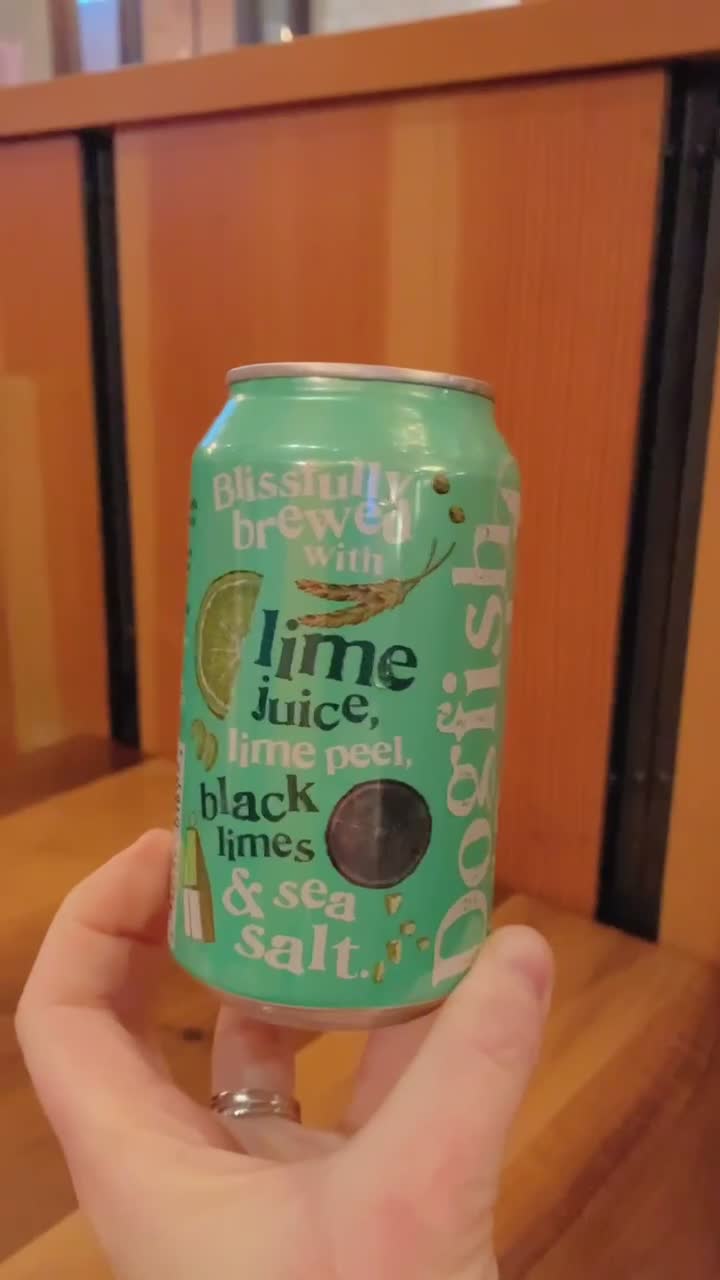 Blissfully
brewed
with
lime
juice,
lime peel,
black
limes
& sea
salt.
Dogfish